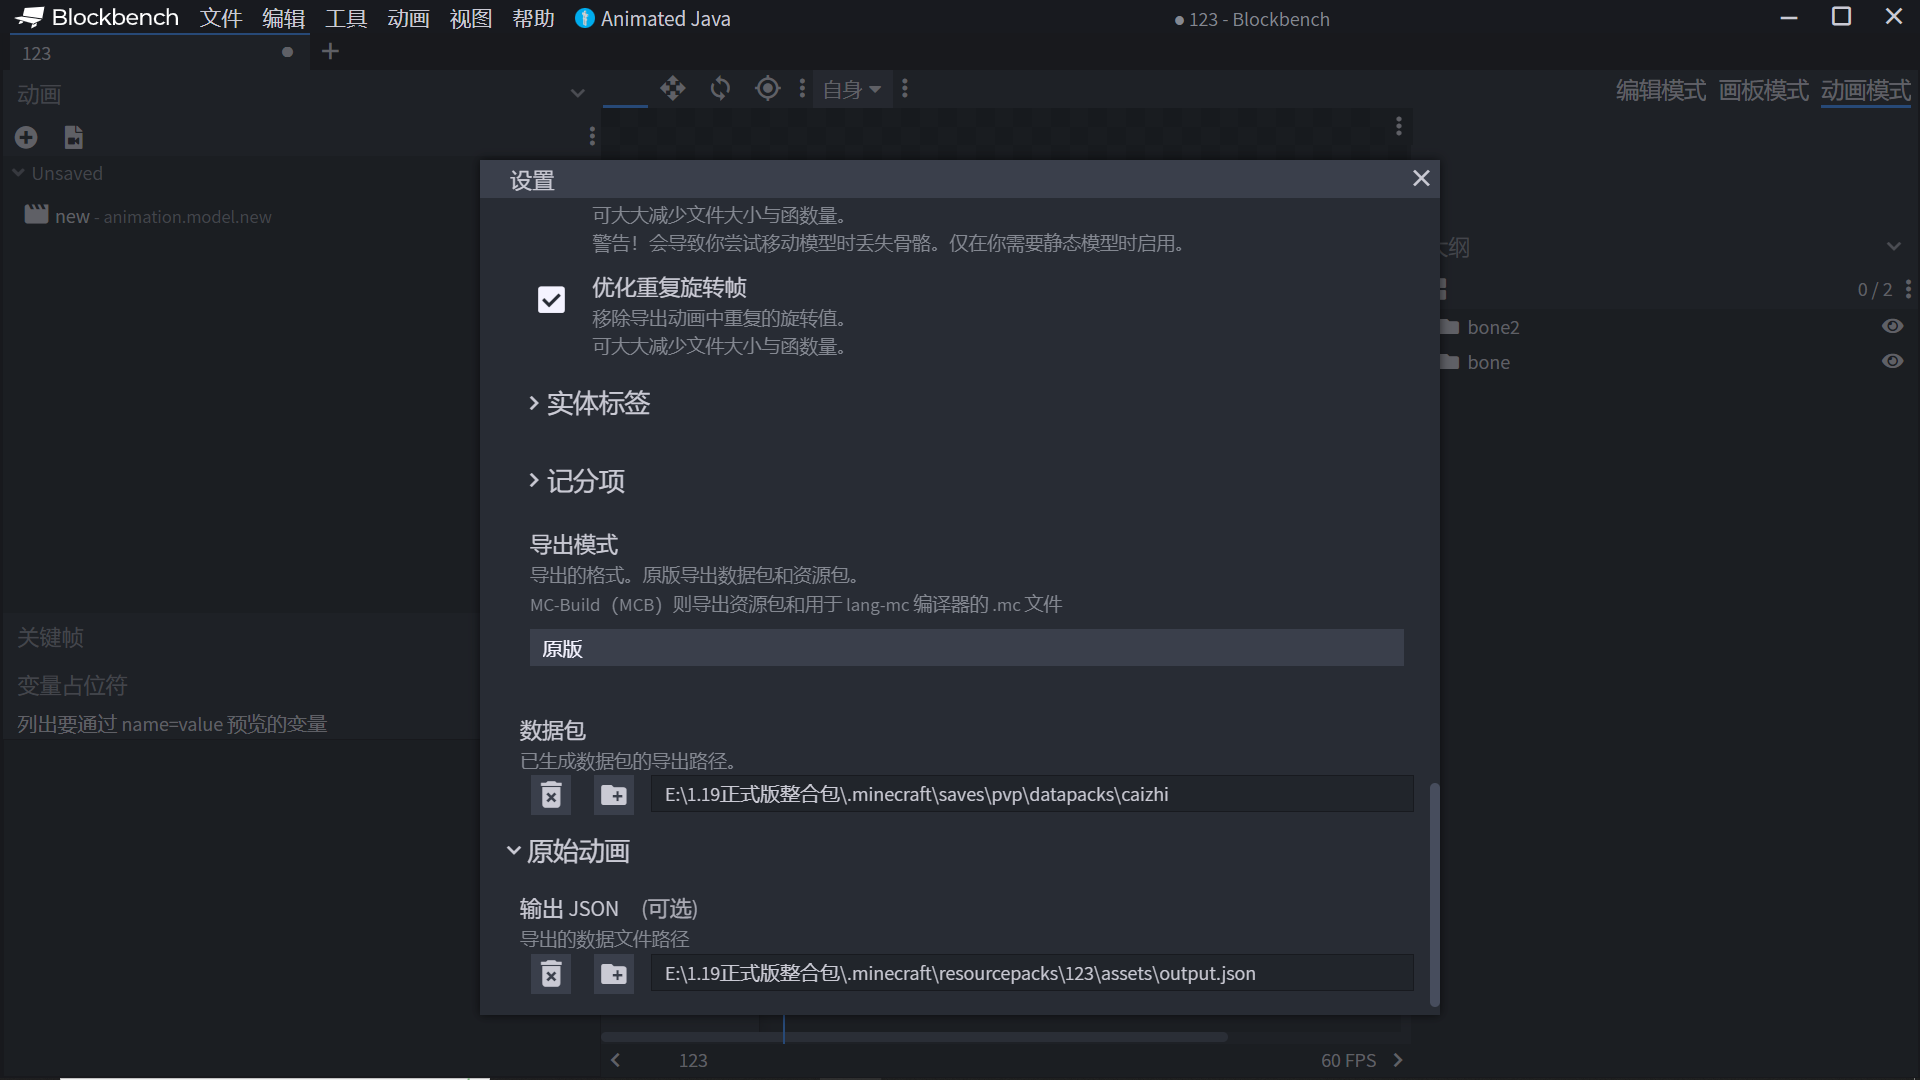 Blockbench 文件 编辑 工具 动画 视图 帮助 Animated Java
123 - Blockbench
123
动画
自身
编辑模式 画板模式 动画模式
Unsaved
new - animation.model.new
设置
可大大减少文件大小与函数量。
警告！会导致你尝试移动模型时丢失骨骼。仅在你需要静态模型时启用。
优化重复旋转帧
移除导出动画中重复的旋转值。
可大大减少文件大小与函数量。
实体标签
记分项
导出模式
导出的格式。原版导出数据包和资源包。
MC-Build（MCB）则导出资源包和用于 lang-mc 编译器的 .mc 文件
原版
数据包
已生成数据包的导出路径。
E:\1.19正式版整合包\.minecraft\saves\pvp\datapacks\caizhi
原始动画
输出 JSON (可选)
导出的数据文件路径
E:\1.19正式版整合包\.minecraft\resourcepacks\123\assets\output.json
大纲
0 / 2
bone2
bone
关键帧
变量占位符
列出要通过 name=value 预览的变量
123
60 FPS